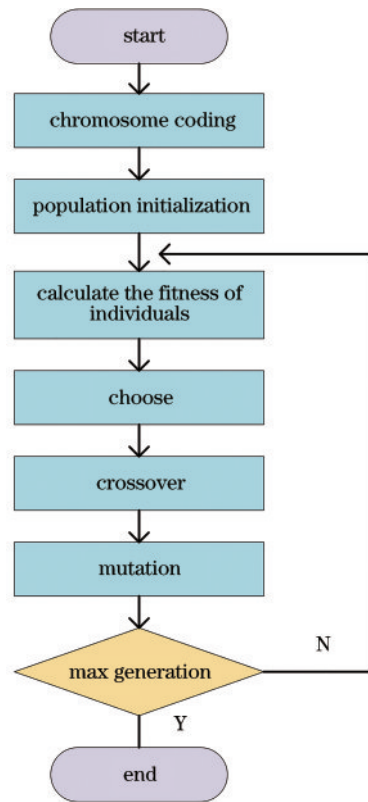 start
chromosome coding
population initialization
calculate the fitness of
individuals
choose
crossover
mutation
max generation
N
Y
end